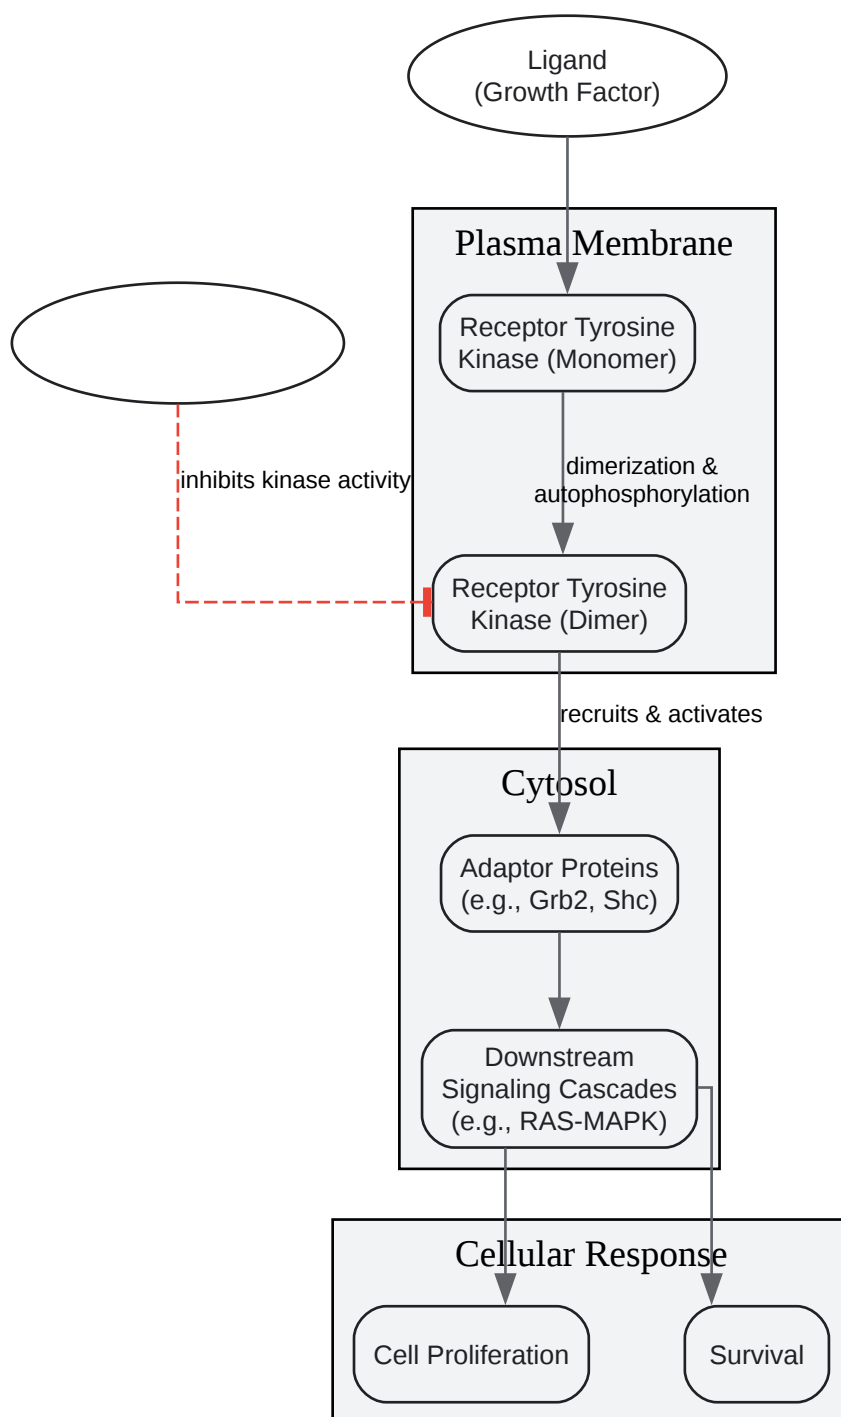 Ligand
(Growth Factor)
Plasma Membrane
Receptor Tyrosine
Kinase (Monomer)
inhibits kinase activity
dimerization &
autophosphorylation
Receptor Tyrosine
Kinase (Dimer)
recruits & activates
Cytosol
Adaptor Proteins
(e.g., Grb2, Shc)
Downstream
Signaling Cascades
(e.g., RAS-MAPK)
Cellular Response
Cell Proliferation
Survival